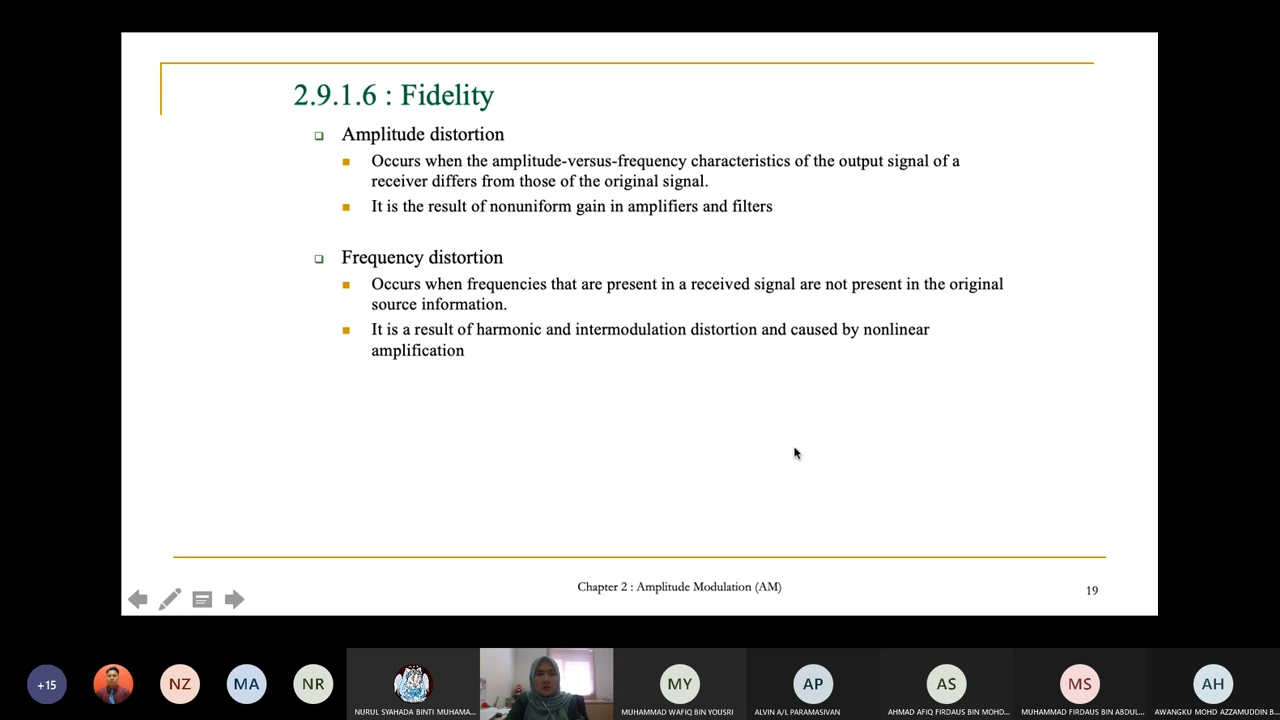 2.9.1.6 : Fidelity
Amplitude distortion
Occurs when the amplitude-versus-frequency characteristics of the output signal of a
receiver differs from those of the original signal.
It is the result of nonuniform gain in amplifiers and filters
Frequency distortion
Occurs when frequencies that are present in a received signal are not present in the original
source information.
It is a result of harmonic and intermodulation distortion and caused by nonlinear
amplification
Chapter 2 : Amplitude Modulation (AM)
19
+15
NZ
MA
NR
MY
AP
AS
MS
AH
NURUL SYAHADA BINTI MUHAMA...
MUHAMMAD WAFIQ BIN YOUSRI
ALVIN A/L PARAMASIVAN
AHMAD AFIQ FIRDAUS BIN MOHD...
MUHAMMAD FIRDAUS BIN ABDUL...
AWANGKU MOHD AZZAMUDDIN B...